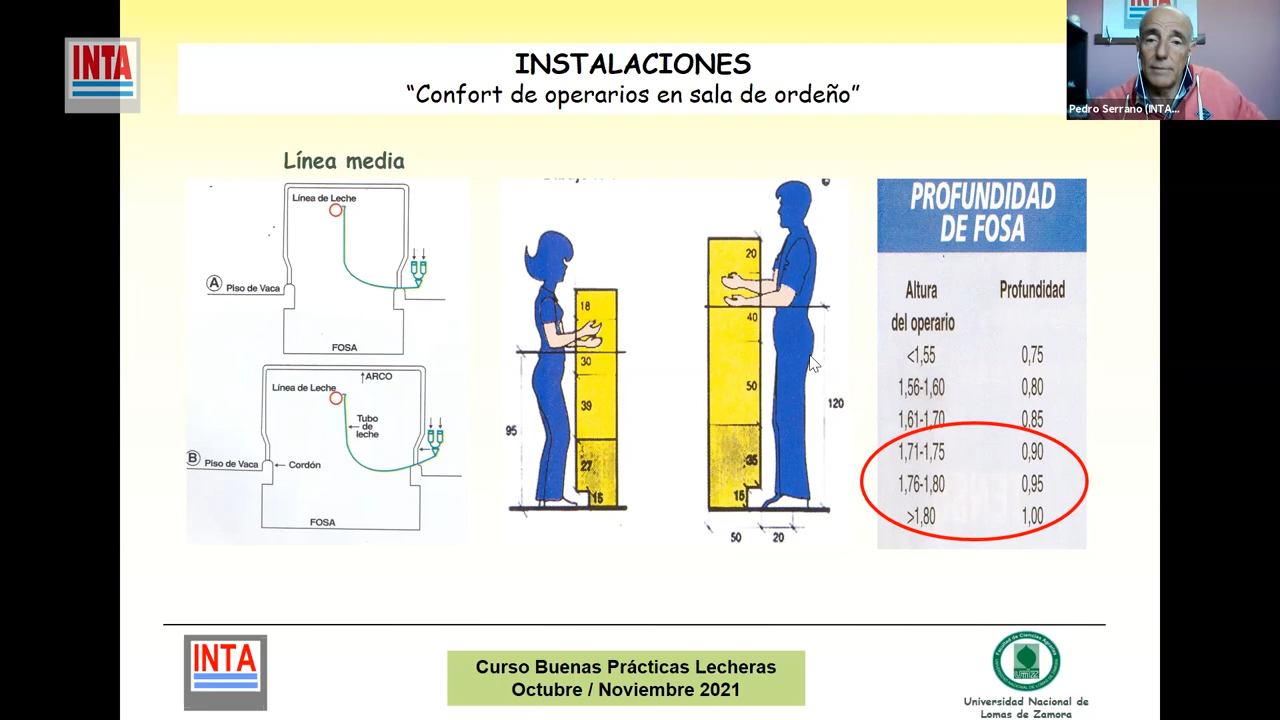 INTA
INSTALACIONES
“Confort de operarios en sala de ordeño”
Pedro Serrano (INTA...
Línea media
Línea de Leche
A
Piso de Vaca
FOSA
ARCO
Línea de Leche
Tubo
de
leche
B
Piso de Vaca
Cordón
FOSA
18
30
39
95
27
15
20
40
50
120
35
15
50
20
PROFUNDIDAD
DE FOSA
Altura Profundidad
del operario
<1,55 0,75
1,56-1,60 0,80
1,61-1,70 0.85
1,71-1,75 0,90
1,76-1,80 0,95
>1,80 1,00
INTA
Curso Buenas Prácticas Lecheras
Octubre / Noviembre 2021
Universidad Nacional de
Lomas de Zamora